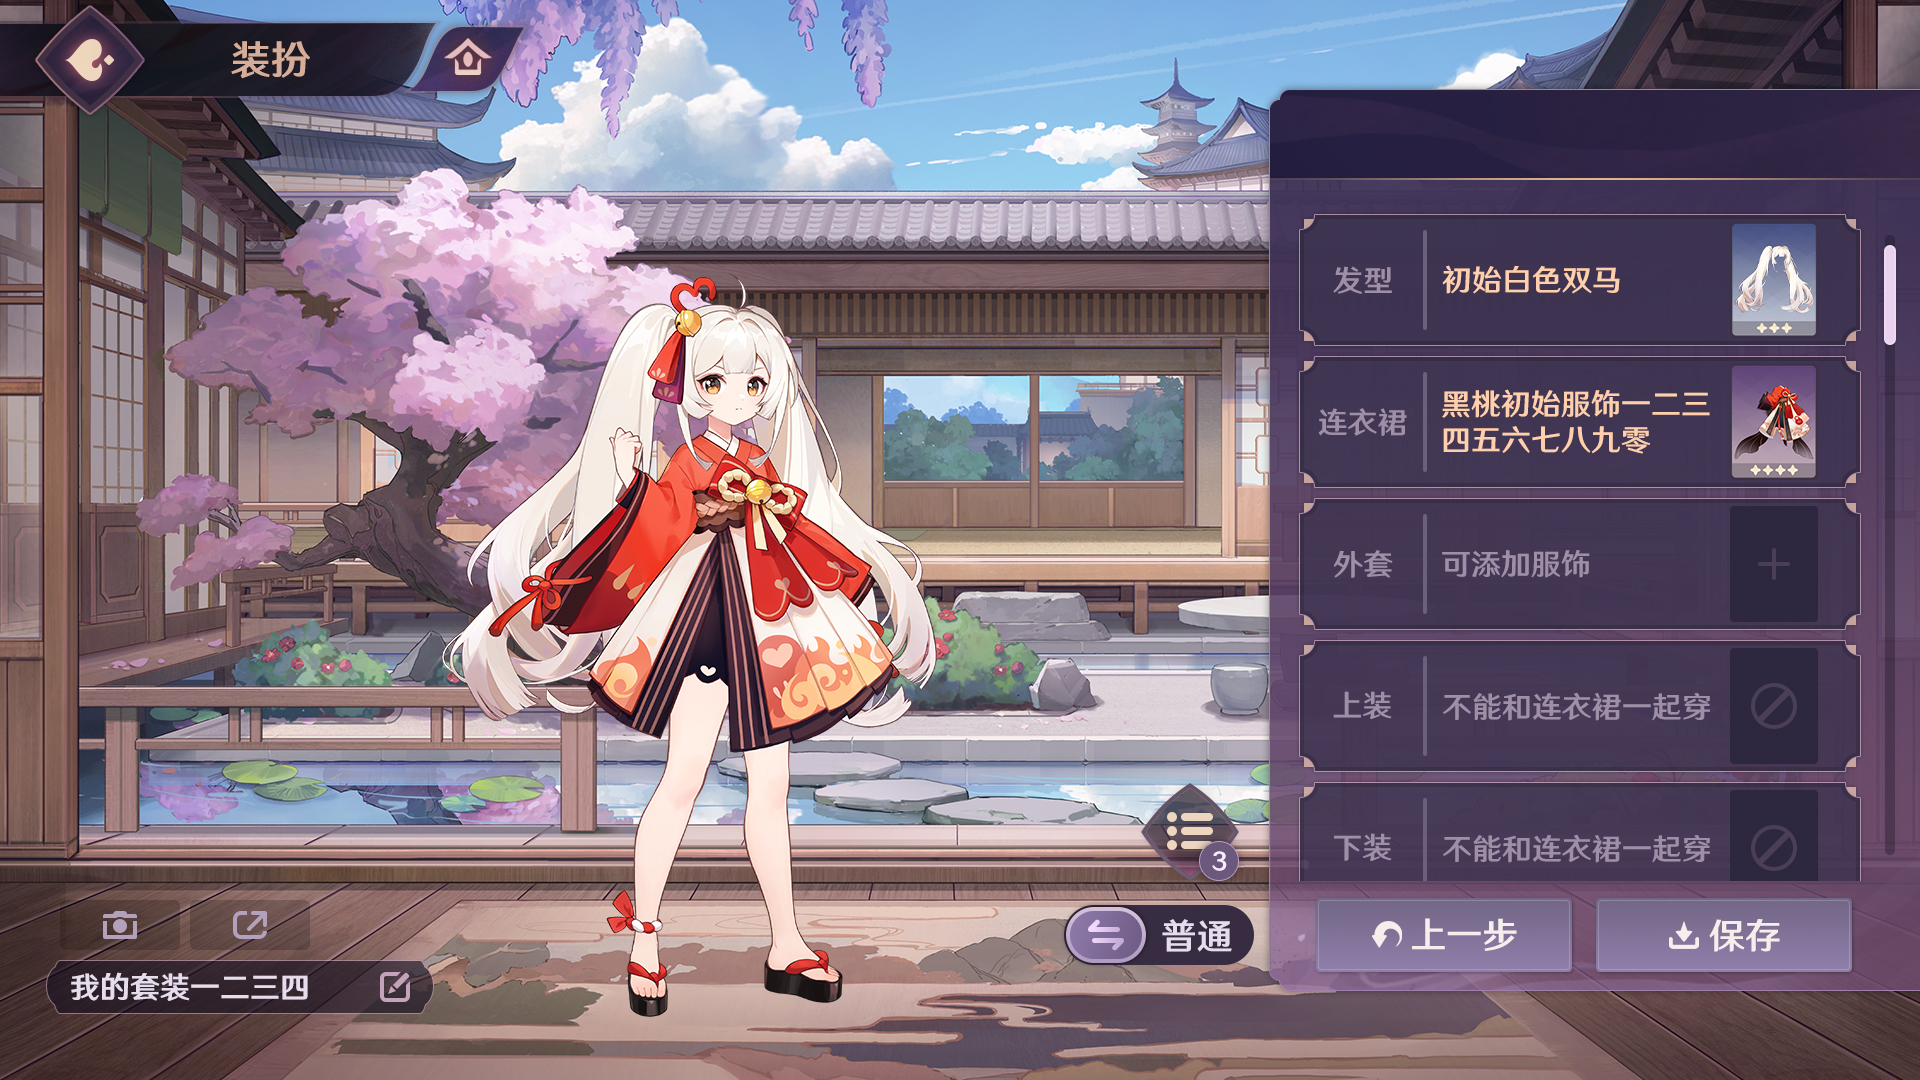 装扮
发型
初始白色双马
连衣裙
黑桃初始服饰一二三
四五六七八九零
外套
可添加服饰
上装
不能和连衣裙一起穿
下装
不能和连衣裙一起穿
3
普通
上一步
保存
我的套装一二三四